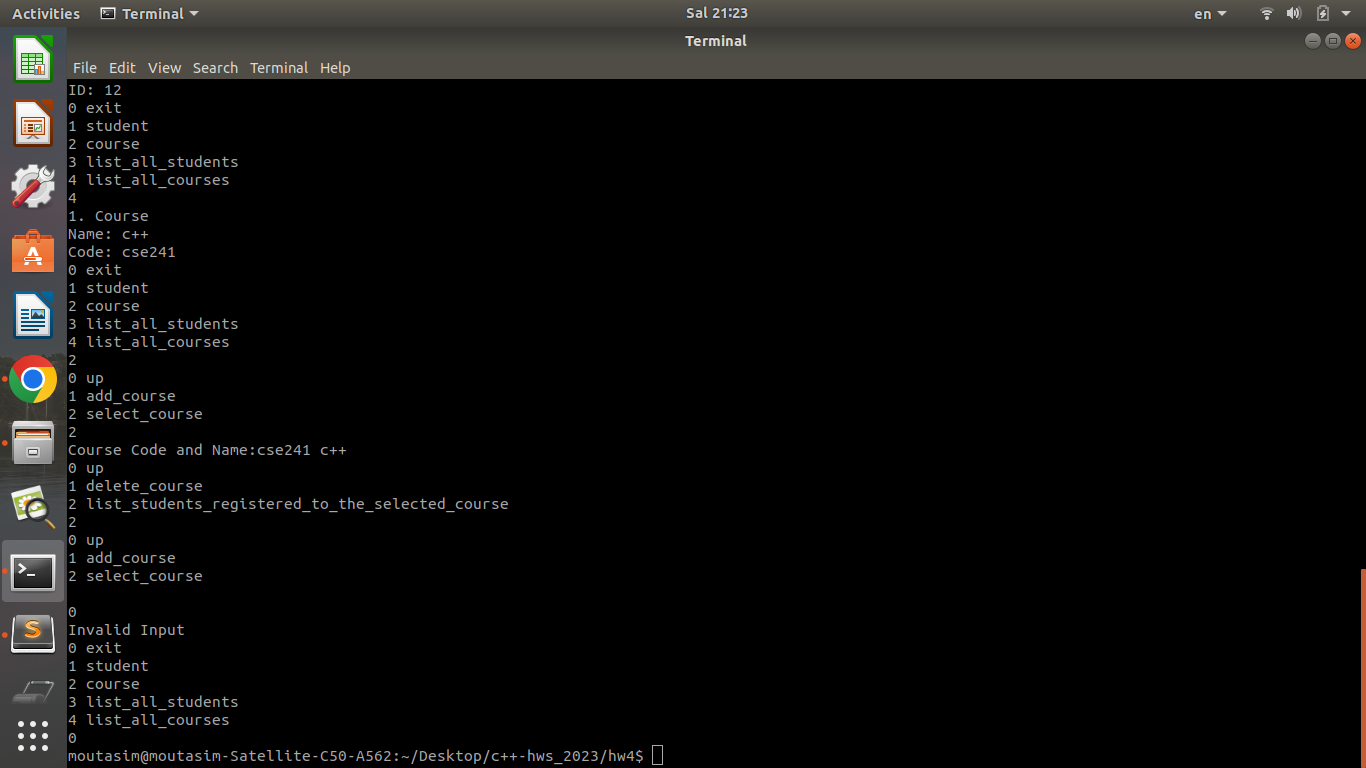 Activities Terminal Sal 21:23 en
Terminal
File Edit View Search Terminal Help
ID: 12
0 exit
1 student
2 course
3 list_all_students
4 list_all_courses
4
1. Course
Name: c++
Code: cse241
0 exit
1 student
2 course
3 list_all_students
4 list_all_courses
2
0 up
1 add_course
2 select_course
2
Course Code and Name:cse241 c++
0 up
1 delete_course
2 list_students_registered_to_the_selected_course
2
0 up
1 add_course
2 select_course
0
Invalid Input
0 exit
1 student
2 course
3 list_all_students
4 list_all_courses
0
moutasim@moutasim-Satellite-C50-A562:~/Desktop/c++-hws_2023/hw4$